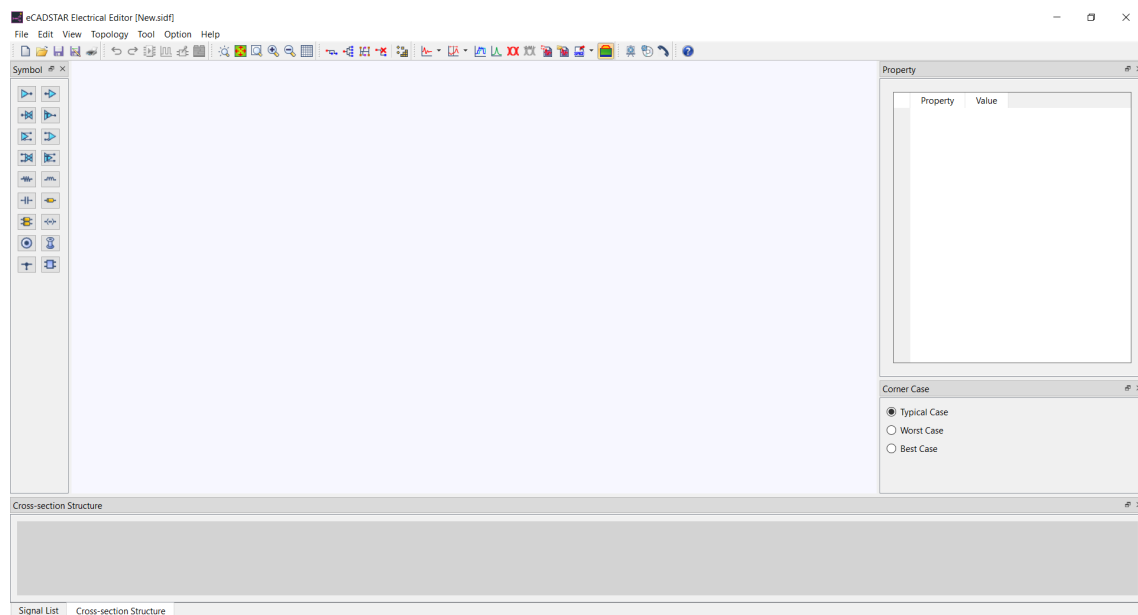 eCADSTAR Electrical Editor [New.sidf]
File Edit View Topology Tool Option Help
Symbol
Property
Property Value
Corner Case
Typical Case
Worst Case
Best Case
Cross-section Structure
Signal List Cross-section Structure